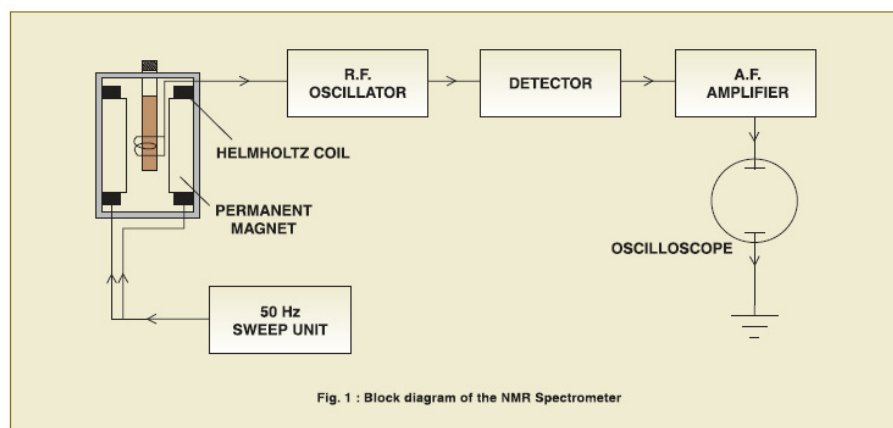 R.F.
OSCILLATOR
DETECTOR
A.F.
AMPLIFIER
HELMHOLTZ COIL
PERMANENT
MAGNET
OSCILLOSCOPE
50 Hz
SWEEP UNIT
Fig. 1 : Block diagram of the NMR Spectrometer